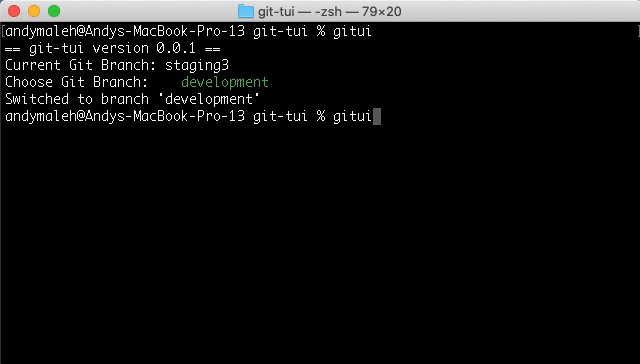 git-tui — -zsh — 79×20
[andymaleh@Andys-MacBook-Pro-13 git-tui % gitui ]
== git-tui version 0.0.1 ==
Current Git Branch: staging3
Choose Git Branch:    development
Switched to branch 'development'
andymaleh@Andys-MacBook-Pro-13 git-tui % gitui